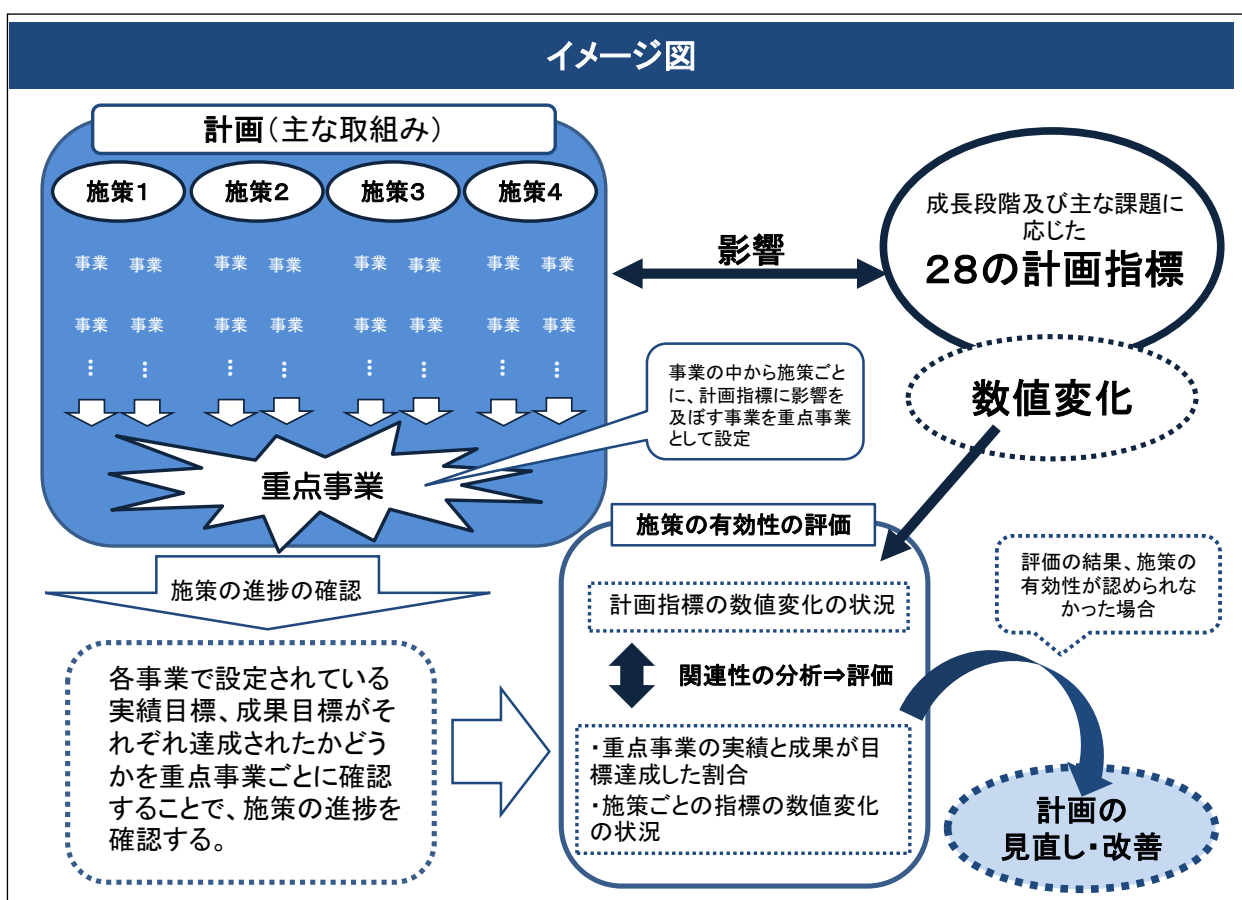 イメージ図
計画（主な取組み）
施策１
施策２
施策３
施策４
事業 事業 事業 事業 事業 事業 事業 事業
事業 事業 事業 事業 事業 事業 事業 事業
⋮ ⋮ ⋮ ⋮ ⋮ ⋮ ⋮ ⋮
重点事業
影響
成長段階及び主な課題に
応じた
２８の計画指標
数値変化
事業の中から施策ごと
に、計画指標に影響を
及ぼす事業を重点事業
として設定
施策の進捗の確認
各事業で設定されている
実績目標、成果目標がそ
れぞれ達成されたかどう
かを重点事業ごとに確認
することで、施策の進捗を
確認する。
施策の有効性の評価
計画指標の数値変化の状況
関連性の分析⇒評価
・重点事業の実績と成果が目
標達成した割合
・施策ごとの指標の数値変化
の状況
評価の結果、施策の
有効性が認められな
かった場合
計画の
見直し・改善